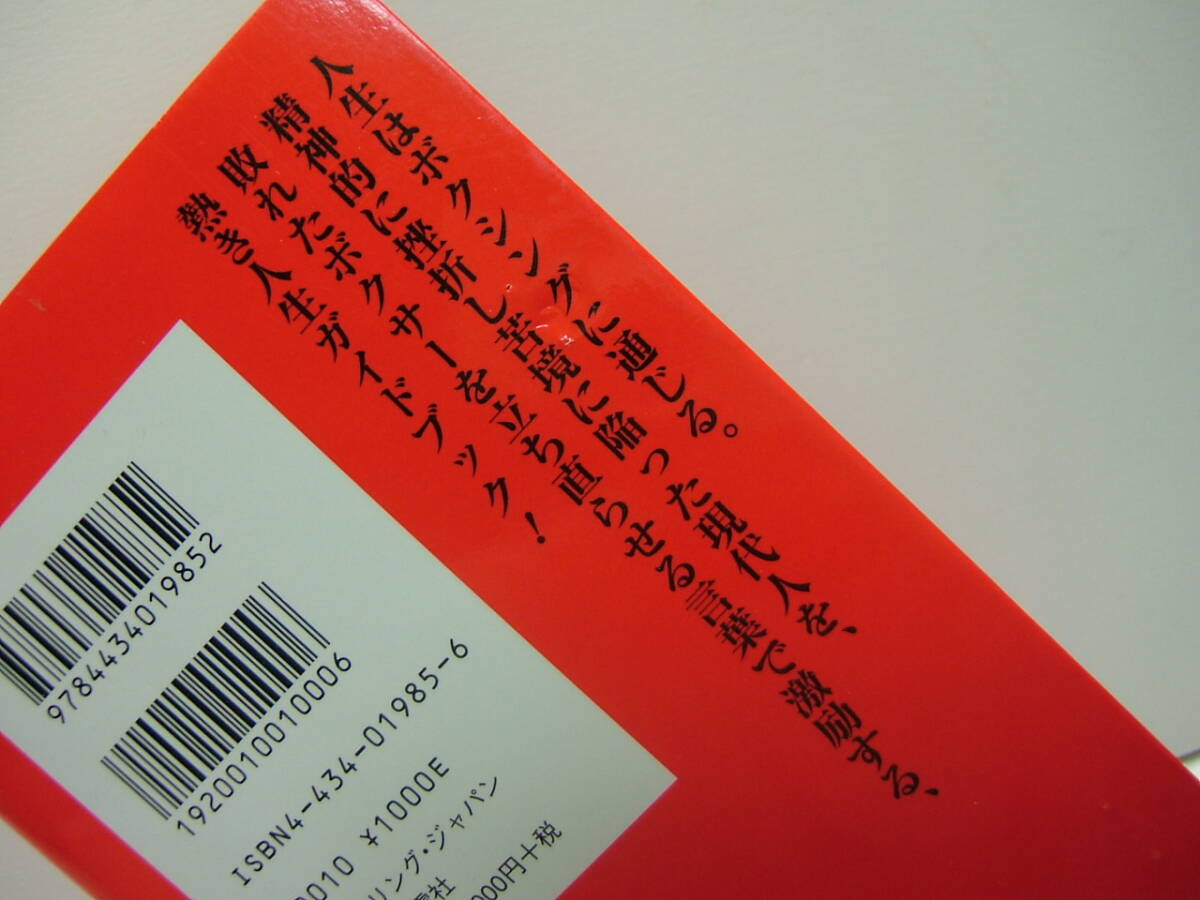 人生はボクシングに通じる。
精神的に挫折し苦境に陥った現代人を、
敗れたボクサーを立ち直らせる言葉で激励する、
熱き人生ガイドブック!
9784434019852
1920010010006
ISBN4-434-01985-6
0010 ¥1000E
リング・ジャパン
雲社
000円+税